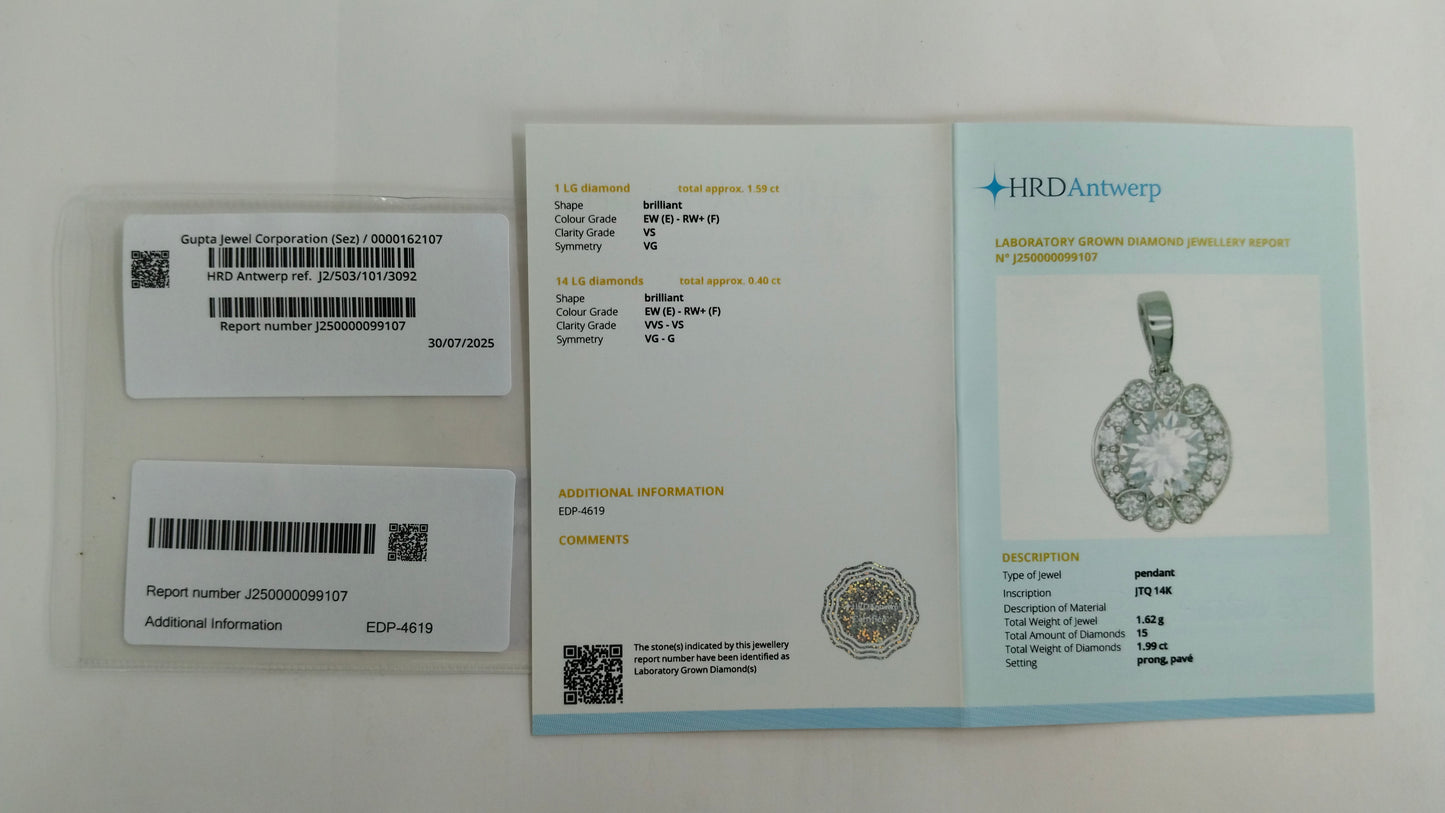 Gupta Jewel Corporation (Sez) / 0000162107
HRD Antwerp ref. J2/503/101/3092
Report number J250000099107
30/07/2025
Report number J250000099107
Additional Information EDP-4619
1 LG diamond total approx. 1.59 ct
Shape brilliant
Colour Grade EW (E) - RW+ (F)
Clarity Grade VS
Symmetry VG
14 LG diamonds total approx. 0.40 ct
Shape brilliant
Colour Grade EW (E) - RW+ (F)
Clarity Grade VVS - VS
Symmetry VG - G
ADDITIONAL INFORMATION
EDP-4619
COMMENTS
HRDAntwerp
The stone(s) indicated by this jewellery
report number have been identified as
Laboratory Grown Diamond(s)
HRDAntwerp
LABORATORY GROWN DIAMOND JEWELLERY REPORT
N° J250000099107
DESCRIPTION
Type of Jewel pendant
Inscription JTQ 14K
Description of Material
Total Weight of Jewel 1.62 g
Total Amount of Diamonds 15
Total Weight of Diamonds 1.99 ct
Setting prong, pavé